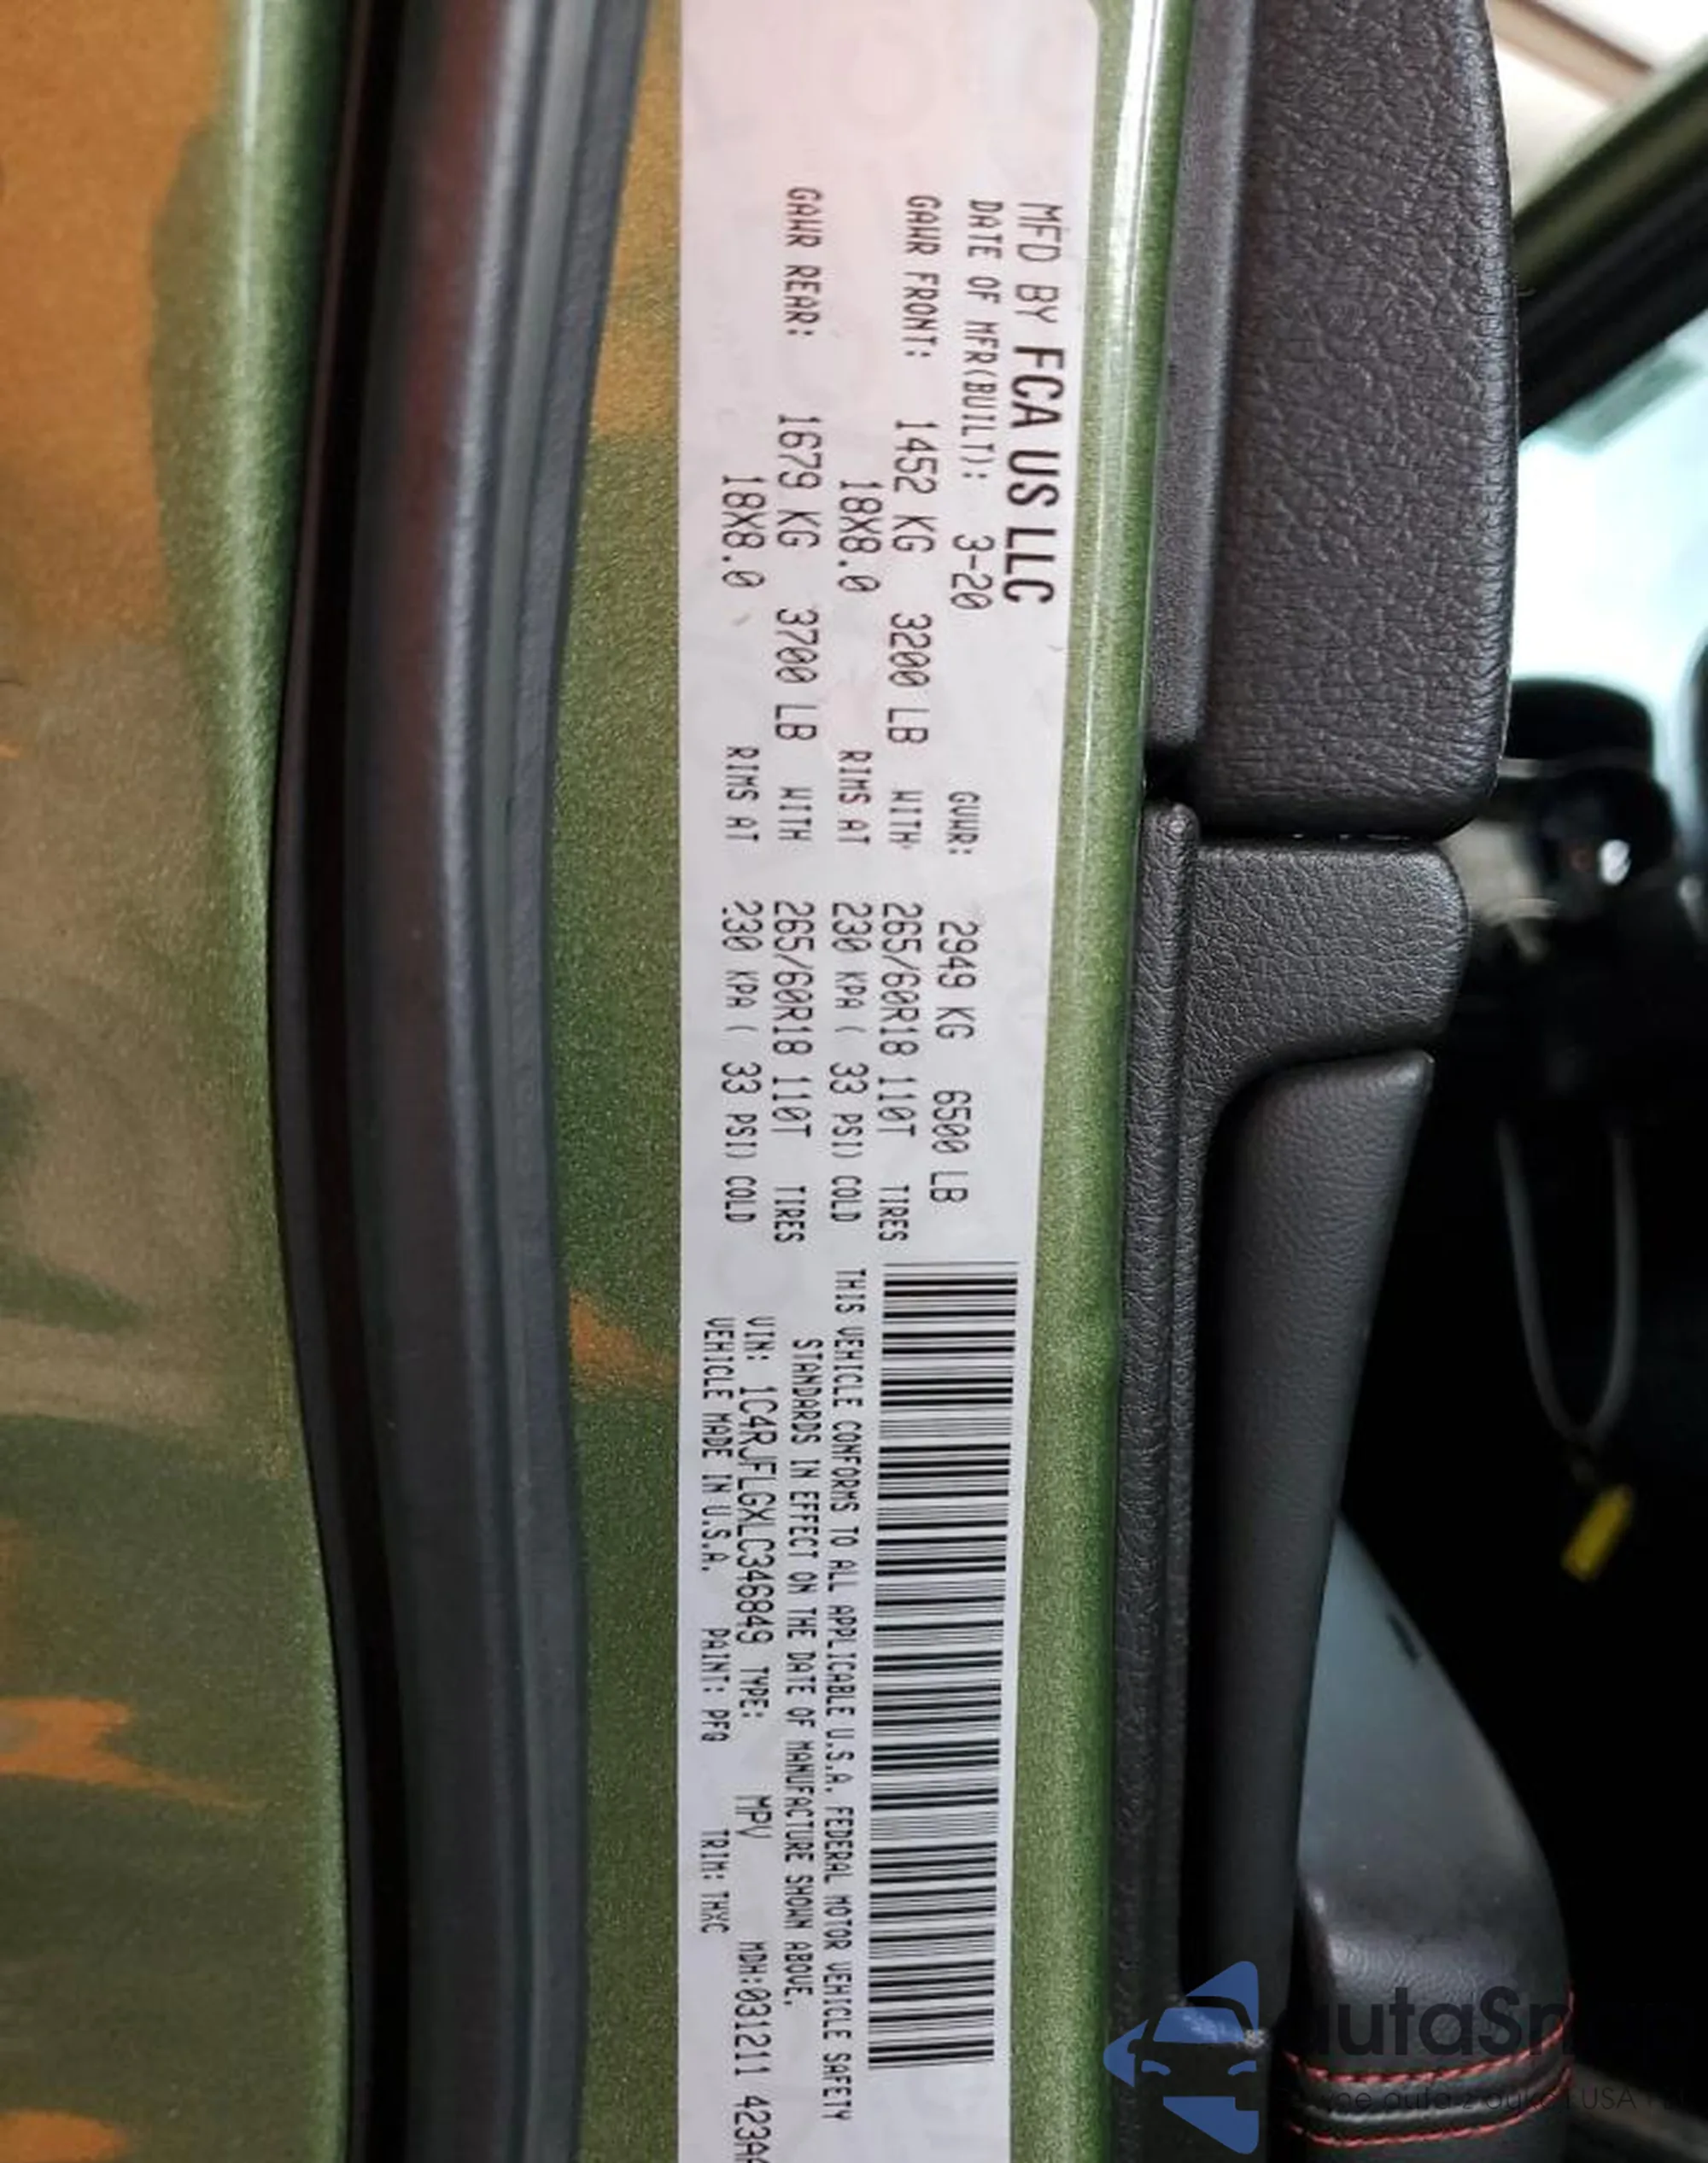 MFD BY FCA US LLC
DATE OF MFR(BUILT): 3-20 GVWR: 2949 KG 6500 LB
GAWR FRONT: 1452 KG 3200 LB WITH 265/60R18 110T TIRES
18X8.0 RIMS AT 230 KPA ( 33 PSI) COLD
GAWR REAR: 1679 KG 3700 LB WITH 265/60R18 110T TIRES
18X8.0 RIMS AT 230 KPA ( 33 PSI) COLD
THIS VEHICLE CONFORMS TO ALL APPLICABLE U.S.A. FEDERAL MOTOR VEHICLE SAFETY
STANDARDS IN EFFECT ON THE DATE OF MANUFACTURE SHOWN ABOVE.
VIN: 1C4RJFLGXLC346849 TYPE: MPV MDH:031211 423A
VEHICLE MADE IN U.S.A. PAINT: PFQ TRIM: THXC
auto z USA